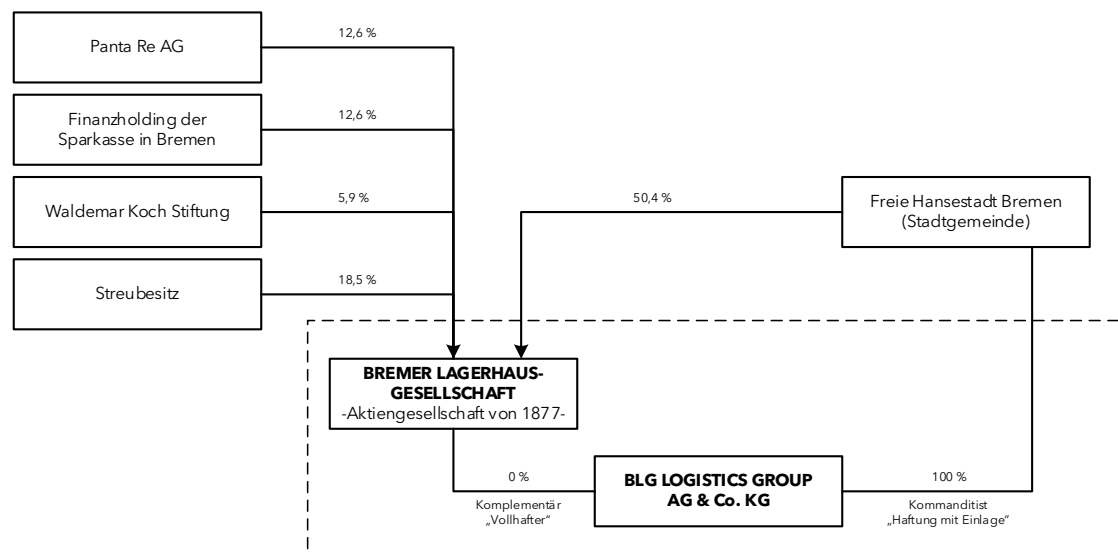 Panta Re AG
12,6 %
Finanzholding der
Sparkasse in Bremen
12,6 %
Waldemar Koch Stiftung
5,9 %
50,4 %
Freie Hansestadt Bremen
(Stadtgemeinde)
Streubesitz
18,5 %
BREMER LAGERHAUS-
GESELLSCHAFT
-Aktiengesellschaft von 1877-
0 %
Komplementär
„Vollhafter“
BLG LOGISTICS GROUP
AG & Co. KG
100 %
Kommanditist
„Haftung mit Einlage“